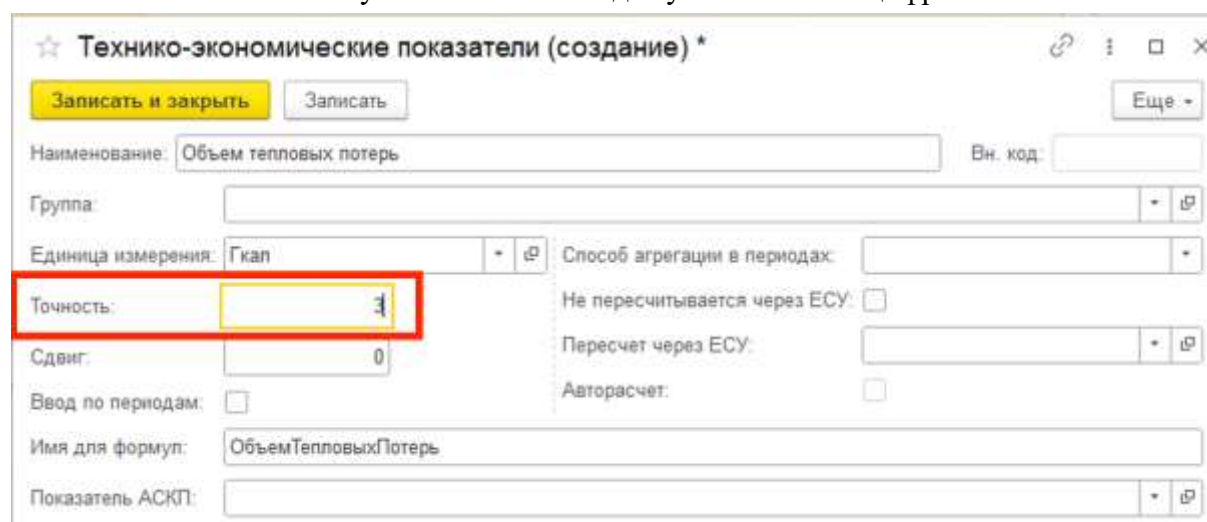 Технико-экономические показатели (создание) *
Записать и закрыть Записать Еще
Наименование: Объем тепловых потерь Вн. код:
Группа:
Единица измерения: Гкал Способ агрегации в периодах:
Точность: 3 Не пересчитывается через ЕСУ:
Сдвиг: 0 Пересчет через ЕСУ:
Ввод по периодам: Авторасчет:
Имя для формул: ОбъемТепловыхПотерь
Показатель АСКП: